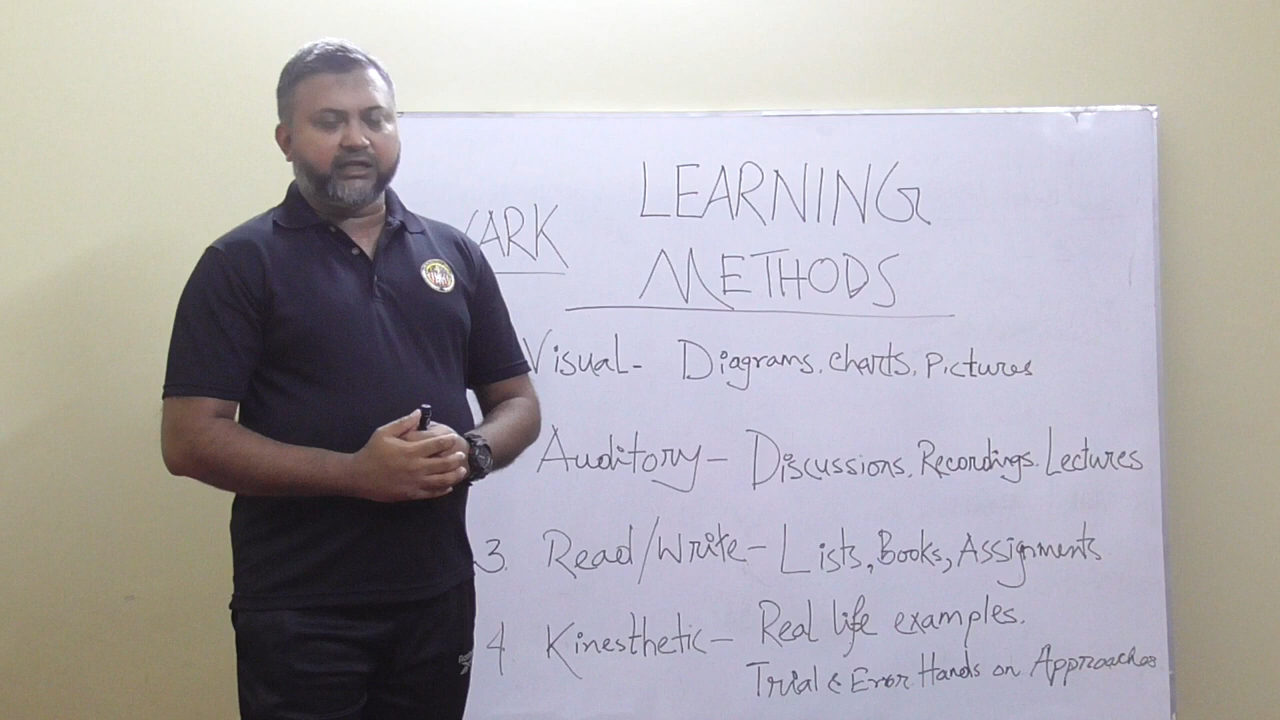 LEARNING
VARK
METHODS
Visual - Diagrams, charts, Pictures
Auditory - Discussions, Recordings, Lectures
3. Read/Write - Lists, Books, Assignments
4 Kinesthetic - Real life examples.
Trial & Error Hands on Approaches